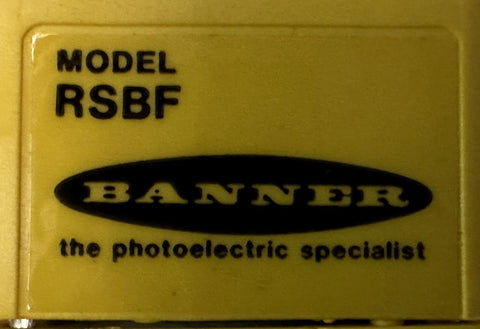 MODEL
RSBF
BANNER
the photoelectric specialist